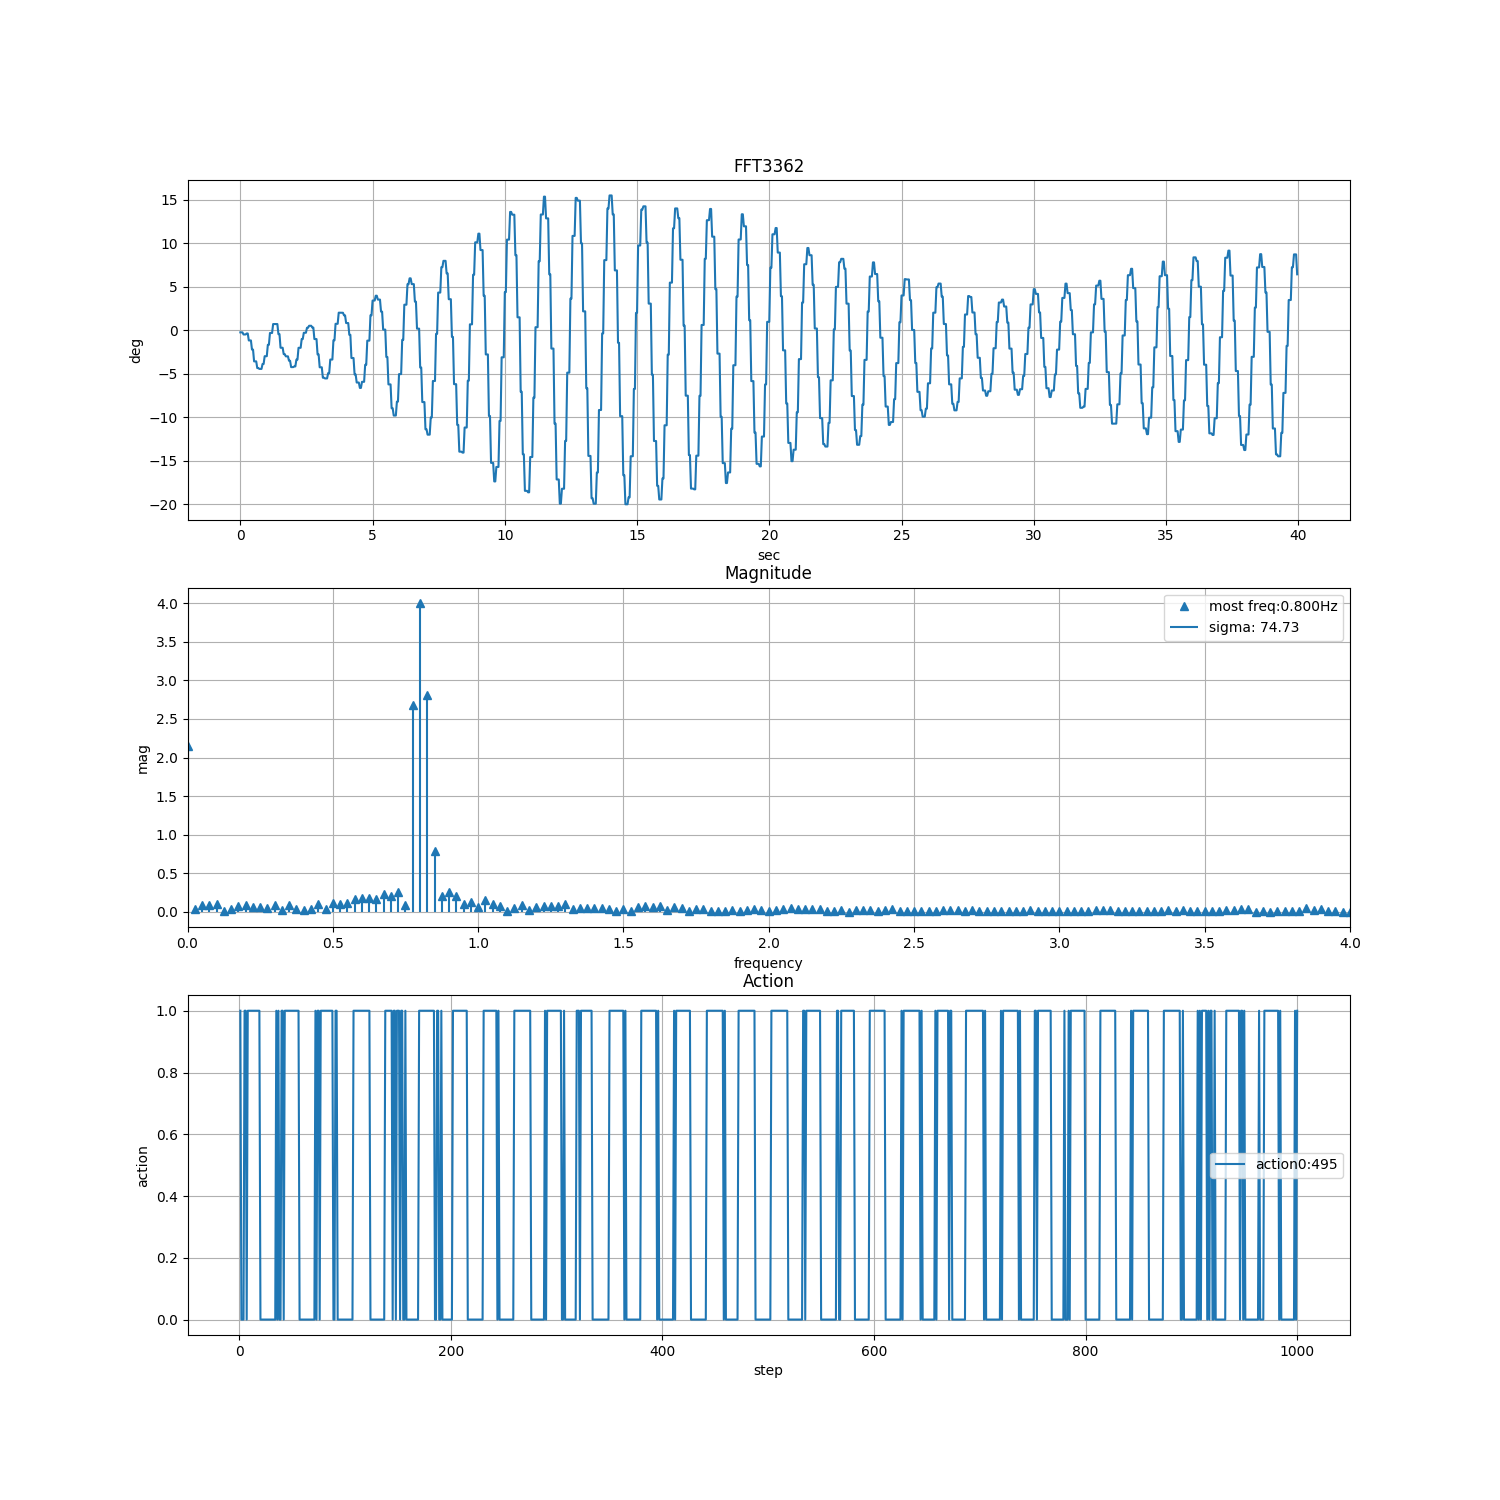 FFT3362
15
10
5
0
−5
−10
−15
−20
deg
0 5 10 15 20 25 30 35 40
sec
Magnitude
4.0
3.5
3.0
2.5
2.0
1.5
1.0
0.5
0.0
mag
most freq:0.800Hz
sigma: 74.73
0.0 0.5 1.0 1.5 2.0 2.5 3.0 3.5 4.0
frequency
Action
1.0
0.8
0.6
0.4
0.2
0.0
action
action0:495
0 200 400 600 800 1000
step